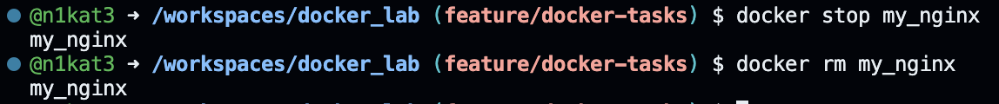 @n1kat3 → /workspaces/docker_lab (feature/docker-tasks) $ docker stop my_nginx
my_nginx
@n1kat3 → /workspaces/docker_lab (feature/docker-tasks) $ docker rm my_nginx
my_nginx